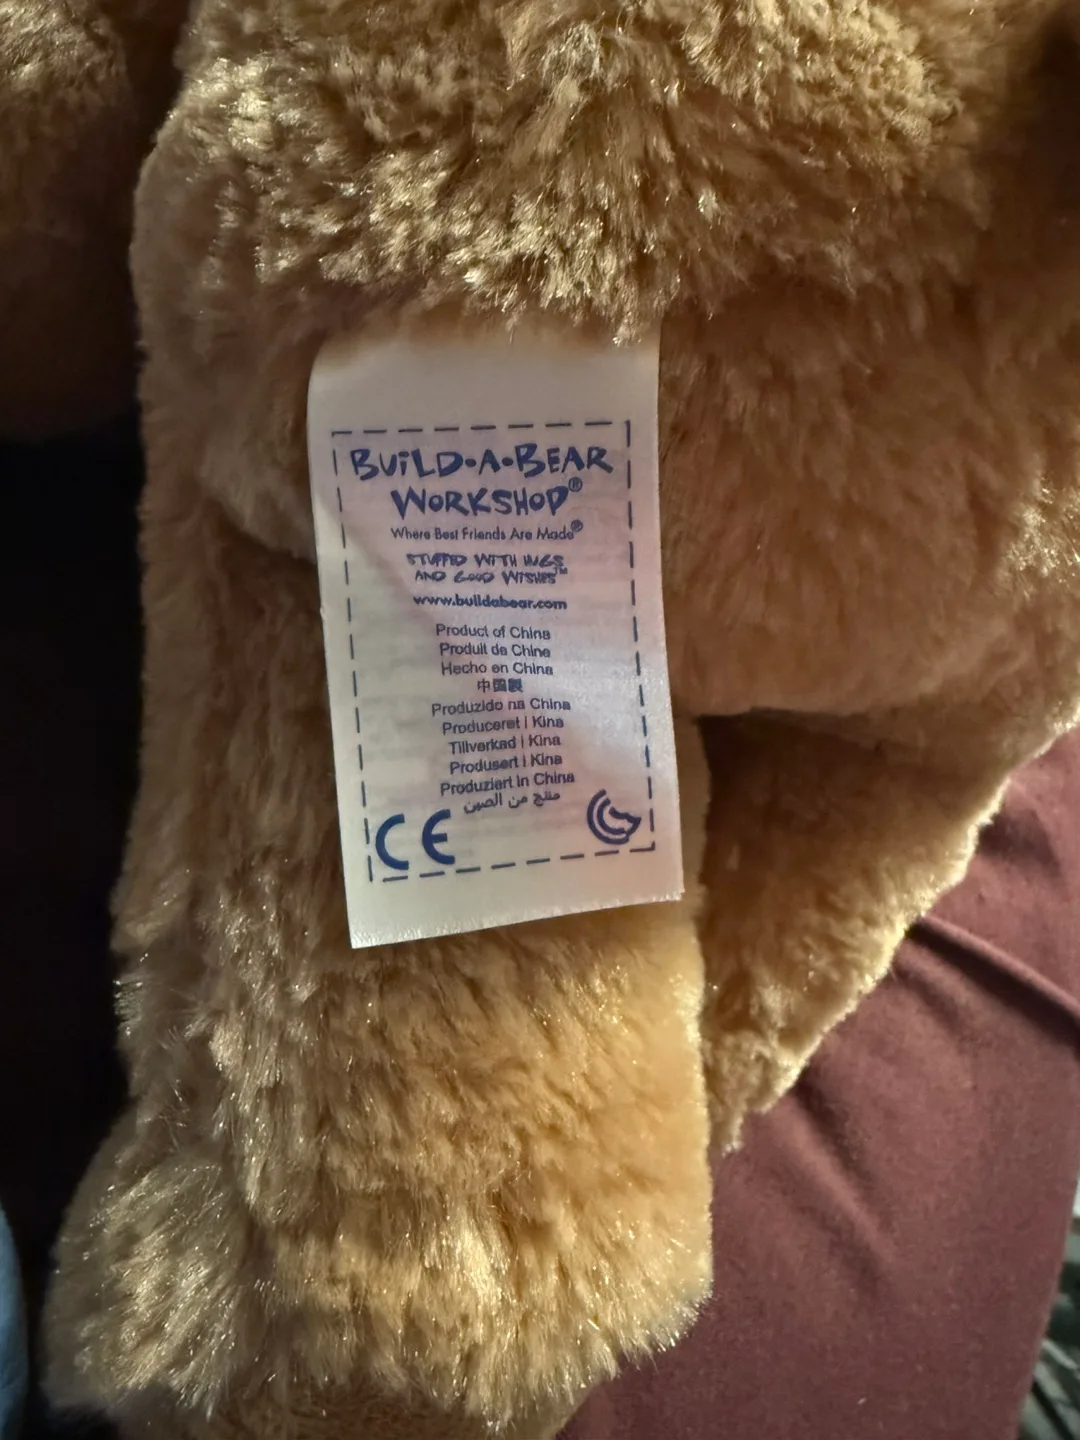 BUILD•A•BEAR
WORKSHOP®
Where Best Friends Are Made®
STUFFED WITH HUGS
AND GOOD WISHES™
www.buildabear.com
Product of China
Produit de Chine
Hecho en China
中国製
Produzido na China
Produceret i Kina
Tillverkad i Kina
Produsert i Kina
Produziert in China
منتج من الصين
CE